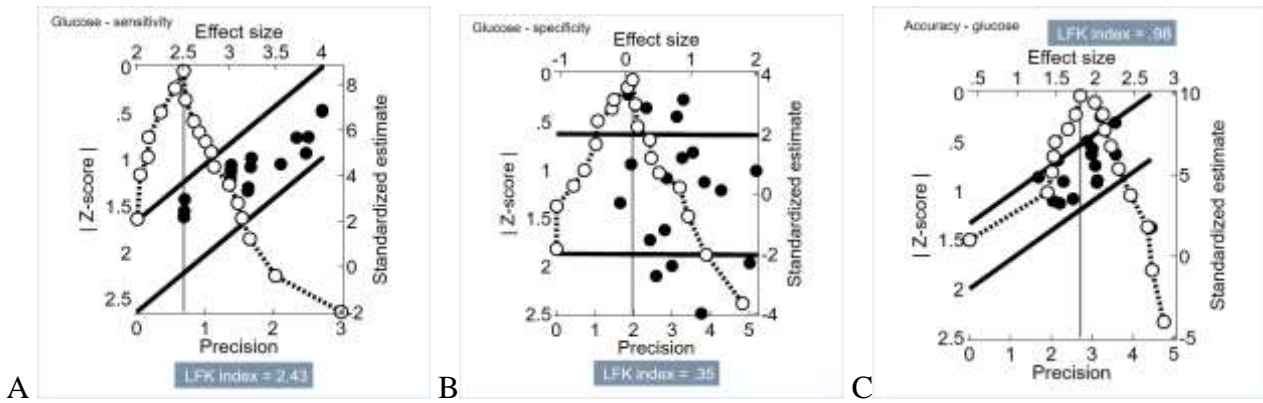 Glucose - sensitivity
Effect size
2 2.5 3 3.5 4
0
.5
1
1.5
2
2.5
| Z-score |
8
6
4
2
0
-2
Standardized estimate
0 1 2 3
Precision
LFK index = 2.43
A
Glucose - specificity
Effect size
-1 0 1 2
0
.5
1
1.5
2
2.5
| Z-score |
4
2
0
-2
-4
Standardized estimate
0 1 2 3 4 5
Precision
LFK index = .35
B
Accuracy - glucose
LFK index = .98
Effect size
.5 1 1.5 2 2.5 3
0
.5
1
1.5
2
2.5
| Z-score |
10
5
0
-5
Standardized estimate
0 1 2 3 4 5
Precision
C